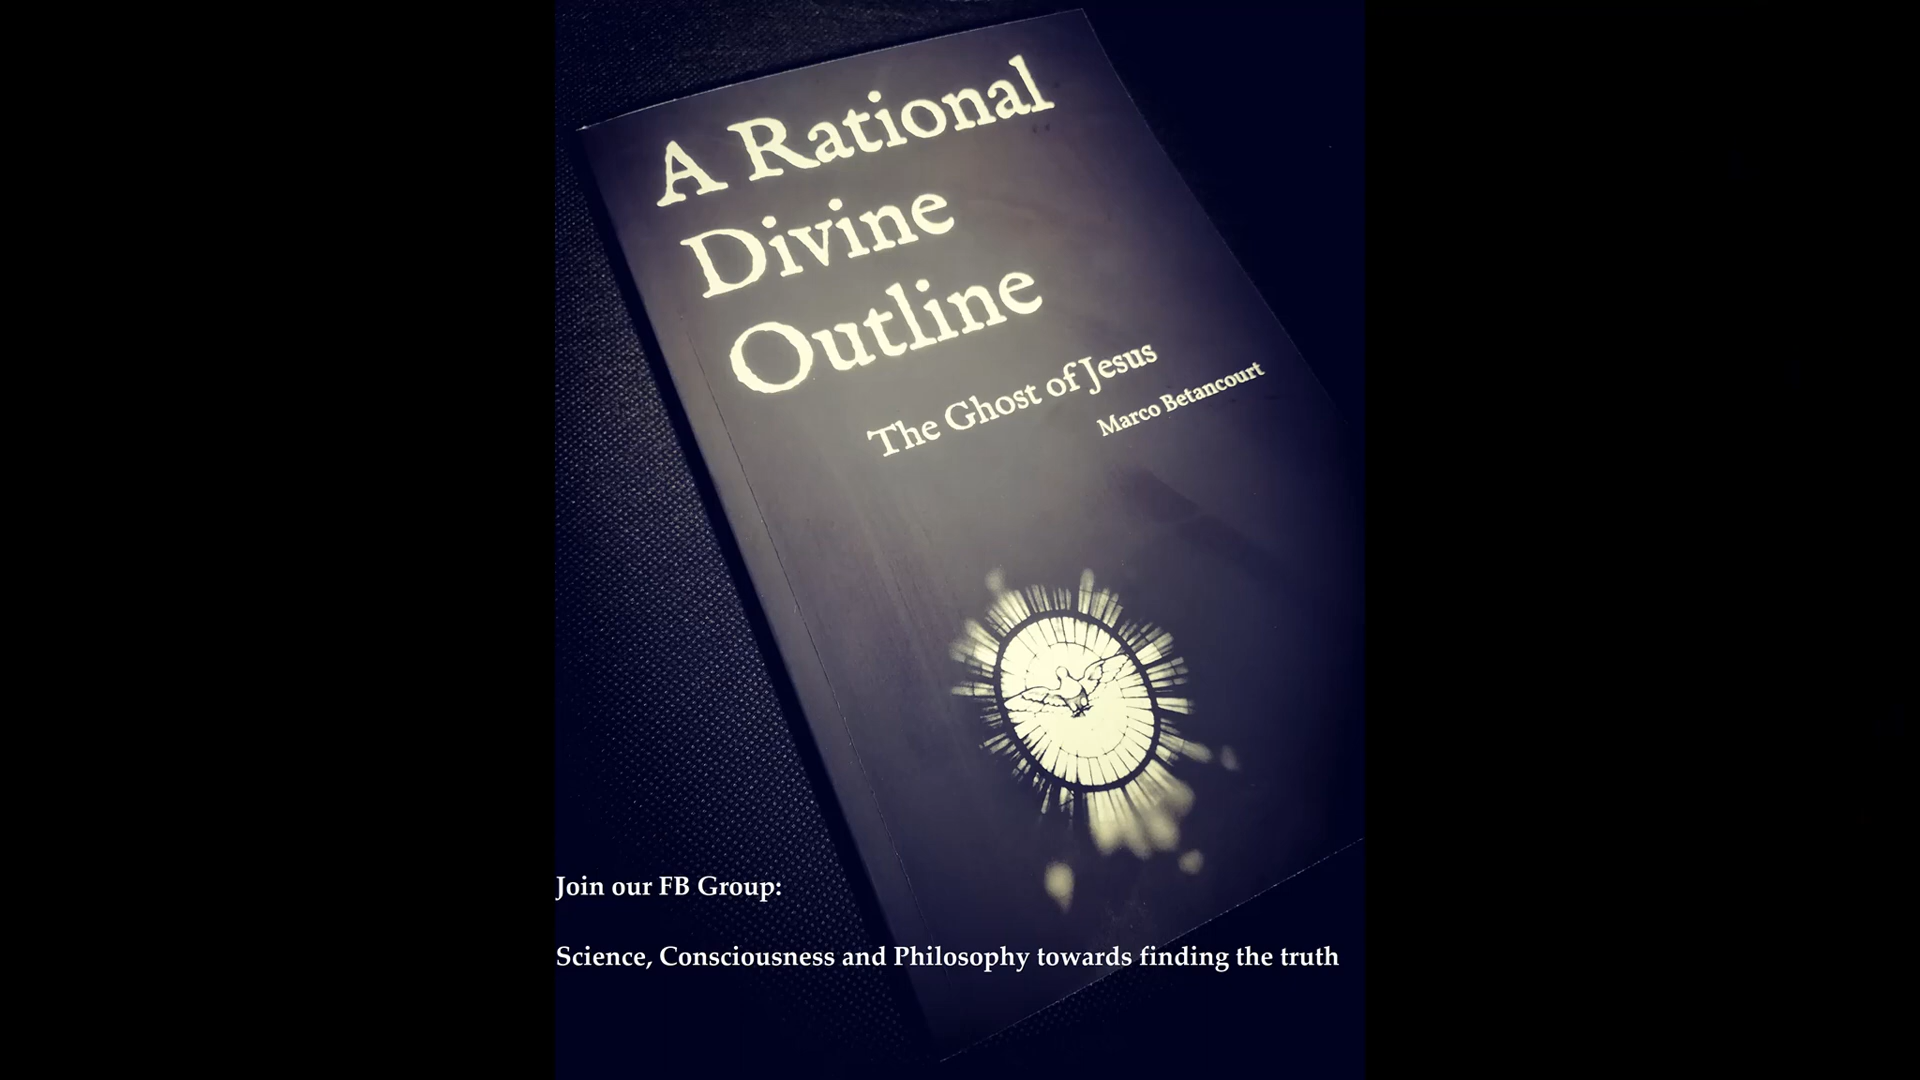 A Rational
Divine
Outline
The Ghost of Jesus
Marco Betancourt
Join our FB Group:
Science, Consciousness and Philosophy towards finding the truth